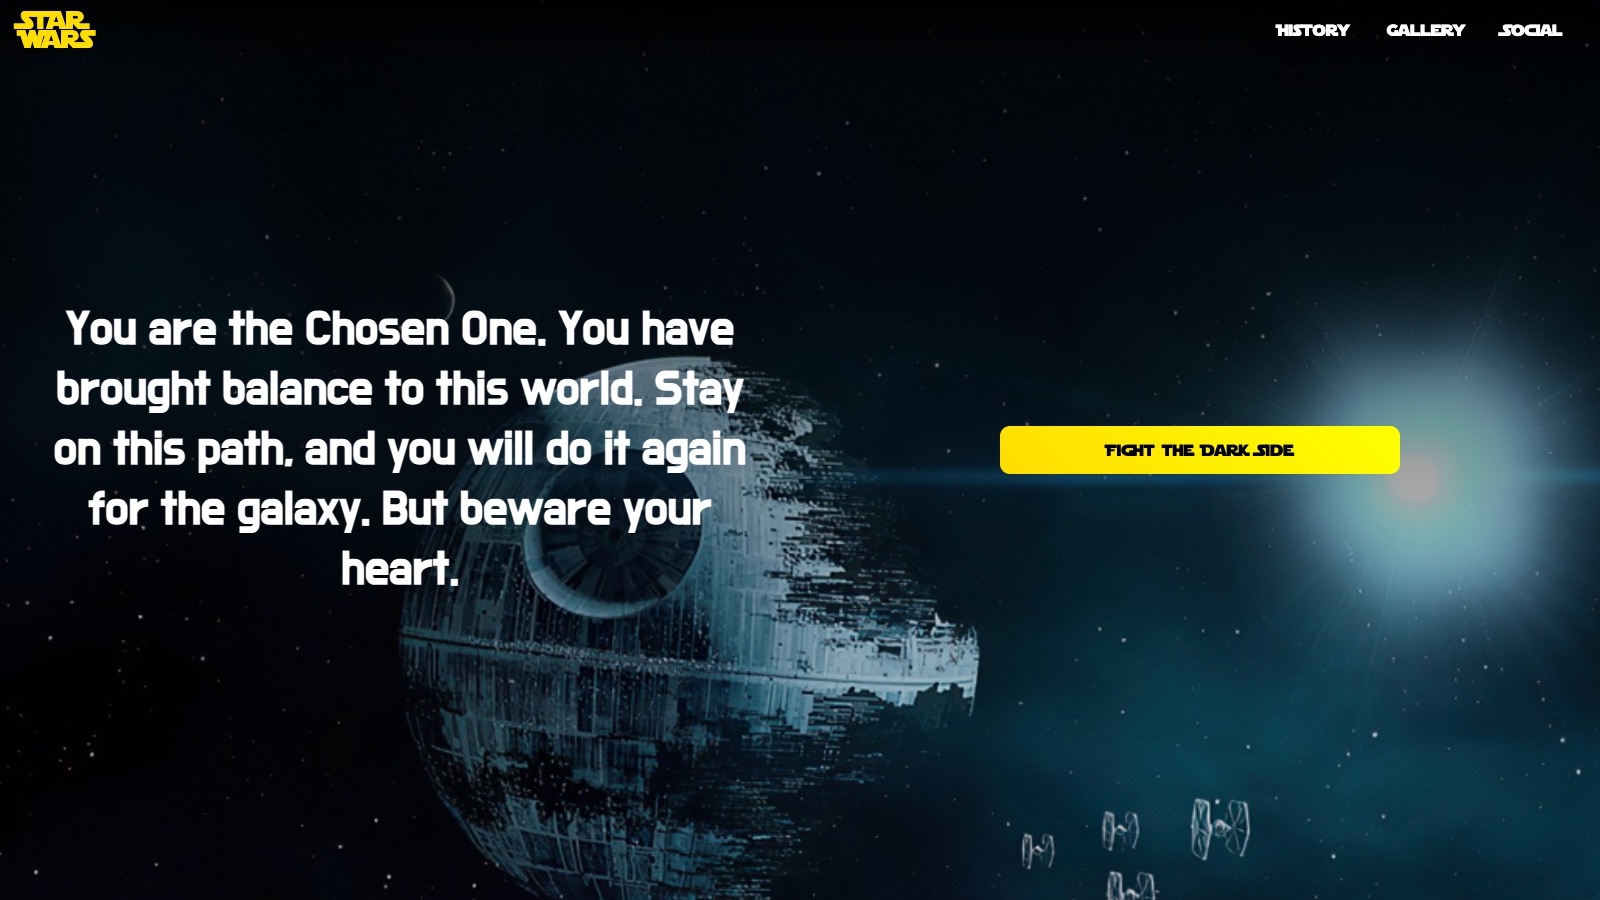 STAR
WARS
HISTORY
GALLERY
SOCIAL
You are the Chosen One. You have
brought balance to this world. Stay
on this path, and you will do it again
for the galaxy. But beware your
heart.
FIGHT THE DARK SIDE